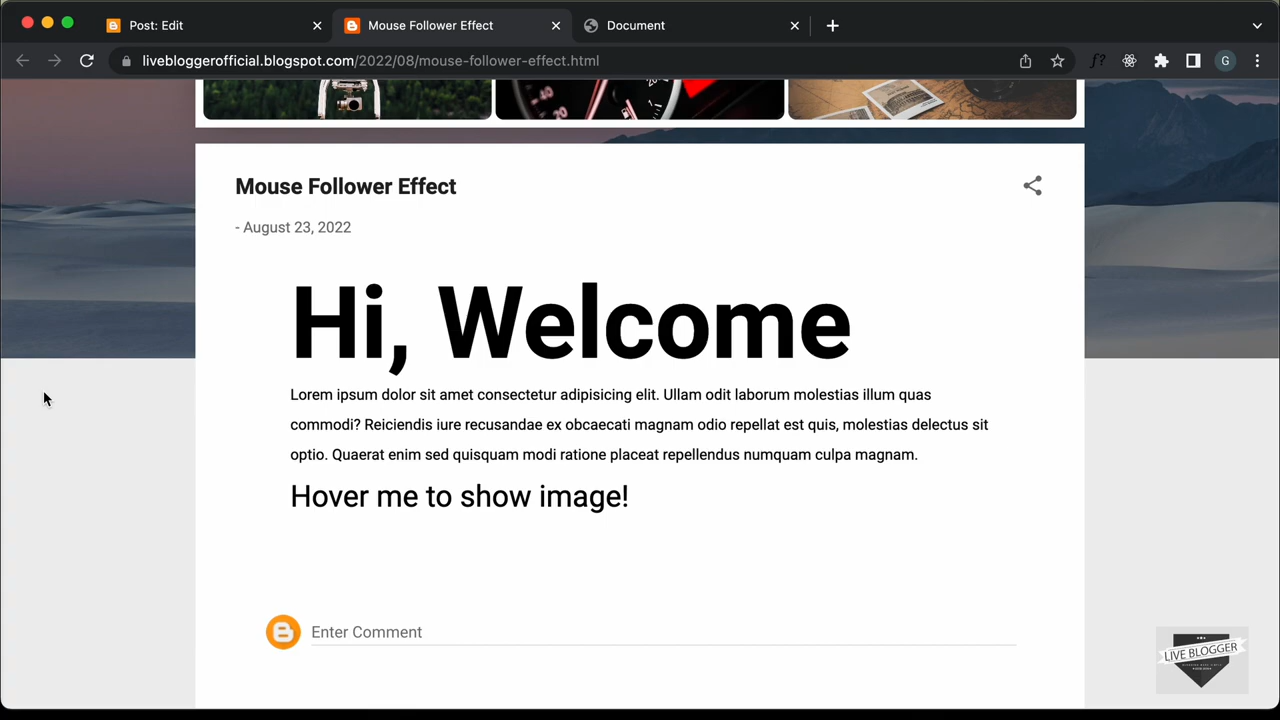 Post: Edit
Mouse Follower Effect
Document
livebloggerofficial.blogspot.com/2022/08/mouse-follower-effect.html
f?
G
Mouse Follower Effect
- August 23, 2022
Hi, Welcome
Lorem ipsum dolor sit amet consectetur adipisicing elit. Ullam odit laborum molestias illum quas
commodi? Reiciendis iure recusandae ex obcaecati magnam odio repellat est quis, molestias delectus sit
optio. Quaerat enim sed quisquam modi ratione placeat repellendus numquam culpa magnam.
Hover me to show image!
Enter Comment
LIVE BLOGGER